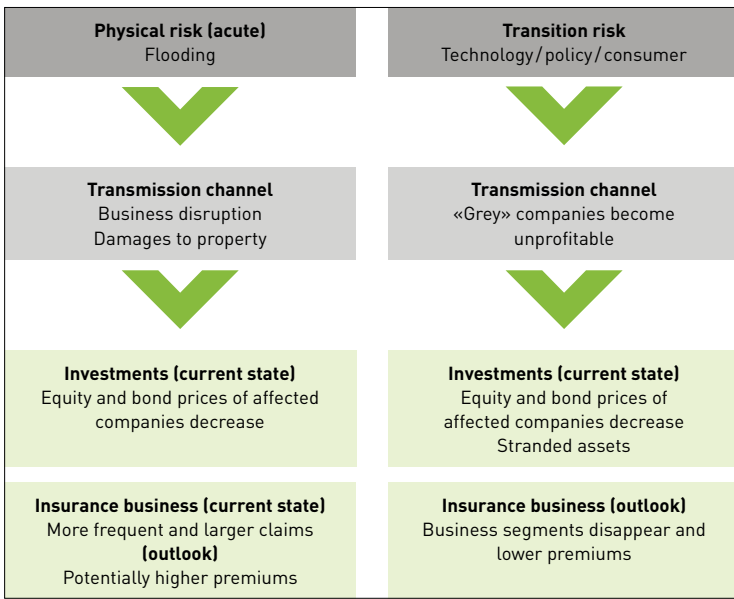 Physical risk (acute)
Flooding
Transmission channel
Business disruption
Damages to property
Investments (current state)
Equity and bond prices of affected
companies decrease
Insurance business (current state)
More frequent and larger claims
(outlook)
Potentially higher premiums
Transition risk
Technology/policy/consumer
Transmission channel
«Grey» companies become
unprofitable
Investments (current state)
Equity and bond prices of
affected companies decrease
Stranded assets
Insurance business (outlook)
Business segments disappear and
lower premiums